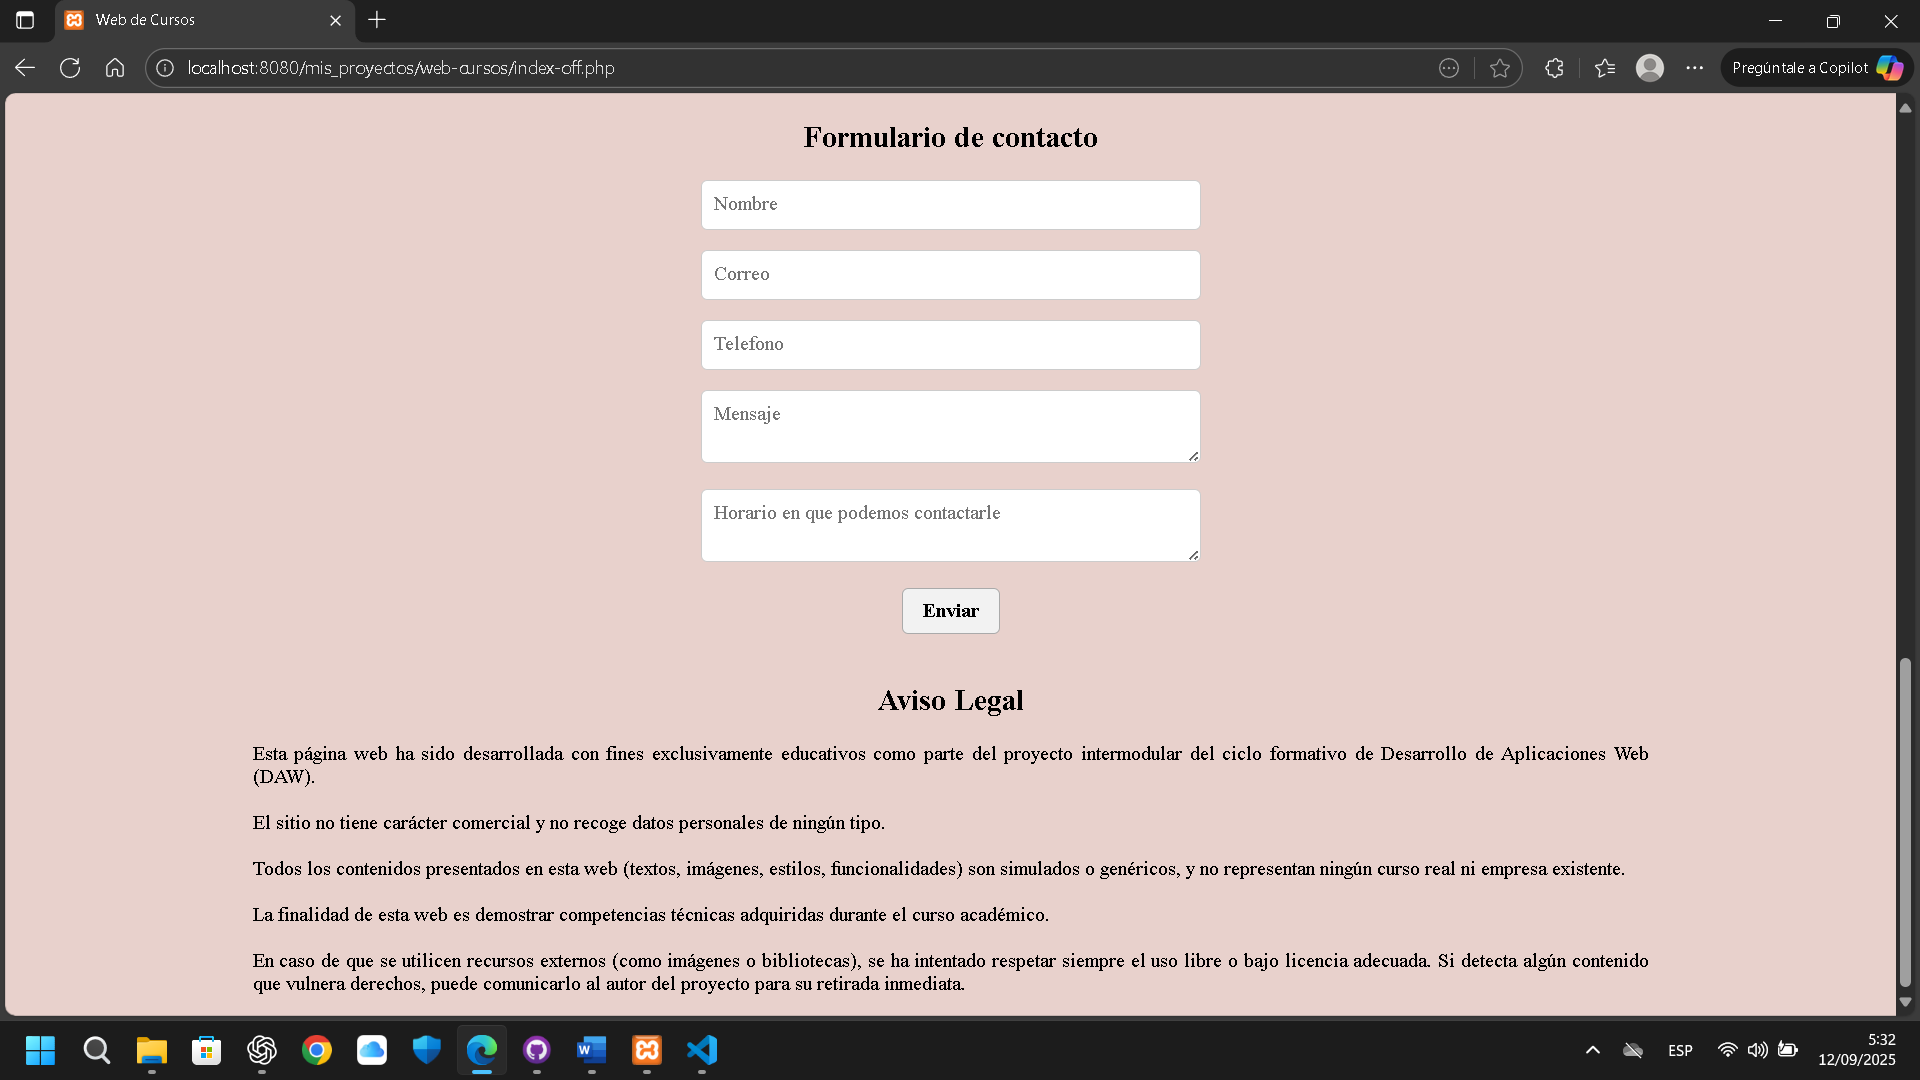 Web de Cursos
localhost:8080/mis_proyectos/web-cursos/index-off.php
Pregúntale a Copilot
Formulario de contacto
Nombre
Correo
Telefono
Mensaje
Horario en que podemos contactarle
Enviar
Aviso Legal
Esta página web ha sido desarrollada con fines exclusivamente educativos como parte del proyecto intermodular del ciclo formativo de Desarrollo de Aplicaciones Web
(DAW).
El sitio no tiene carácter comercial y no recoge datos personales de ningún tipo.
Todos los contenidos presentados en esta web (textos, imágenes, estilos, funcionalidades) son simulados o genéricos, y no representan ningún curso real ni empresa existente.
La finalidad de esta web es demostrar competencias técnicas adquiridas durante el curso académico.
En caso de que se utilicen recursos externos (como imágenes o bibliotecas), se ha intentado respetar siempre el uso libre o bajo licencia adecuada. Si detecta algún contenido
que vulnera derechos, puede comunicarlo al autor del proyecto para su retirada inmediata.
ESP
5:32
12/09/2025